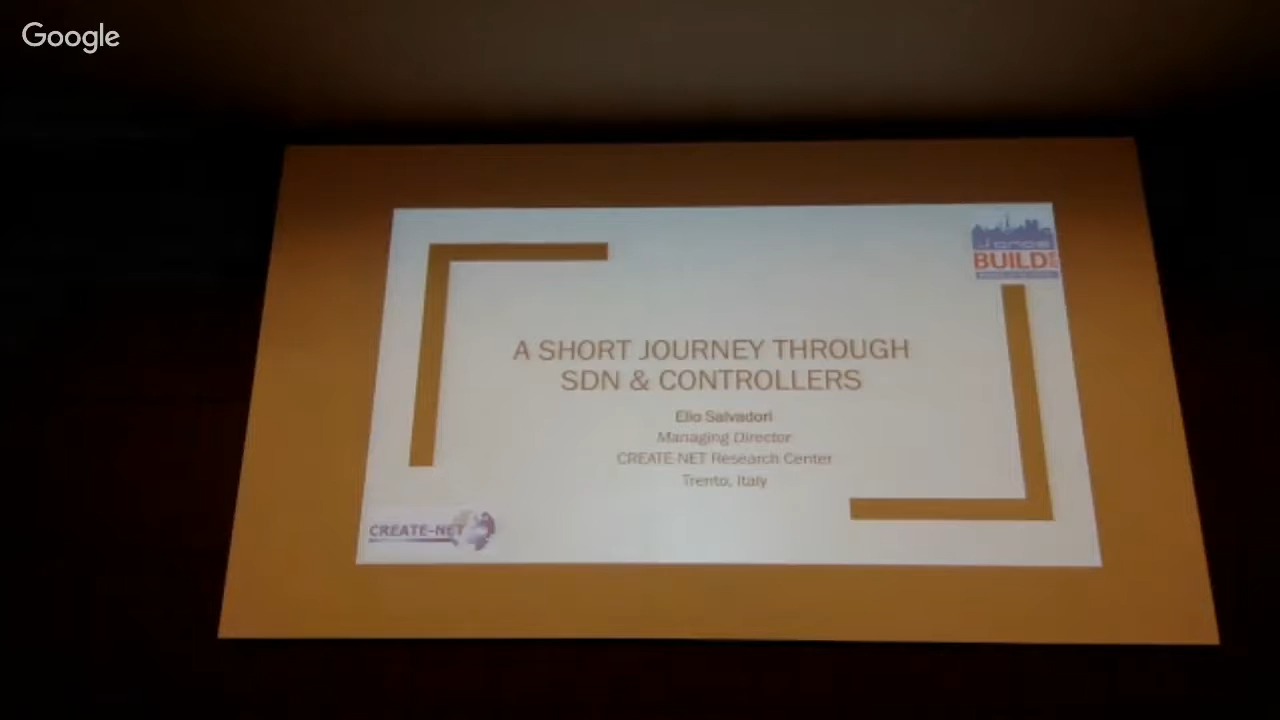 Google
BUILD
A SHORT JOURNEY THROUGH
SDN & CONTROLLERS
Elio Salvadori
Managing Director
CREATE-NET Research Center
Trento, Italy
CREATE-NET